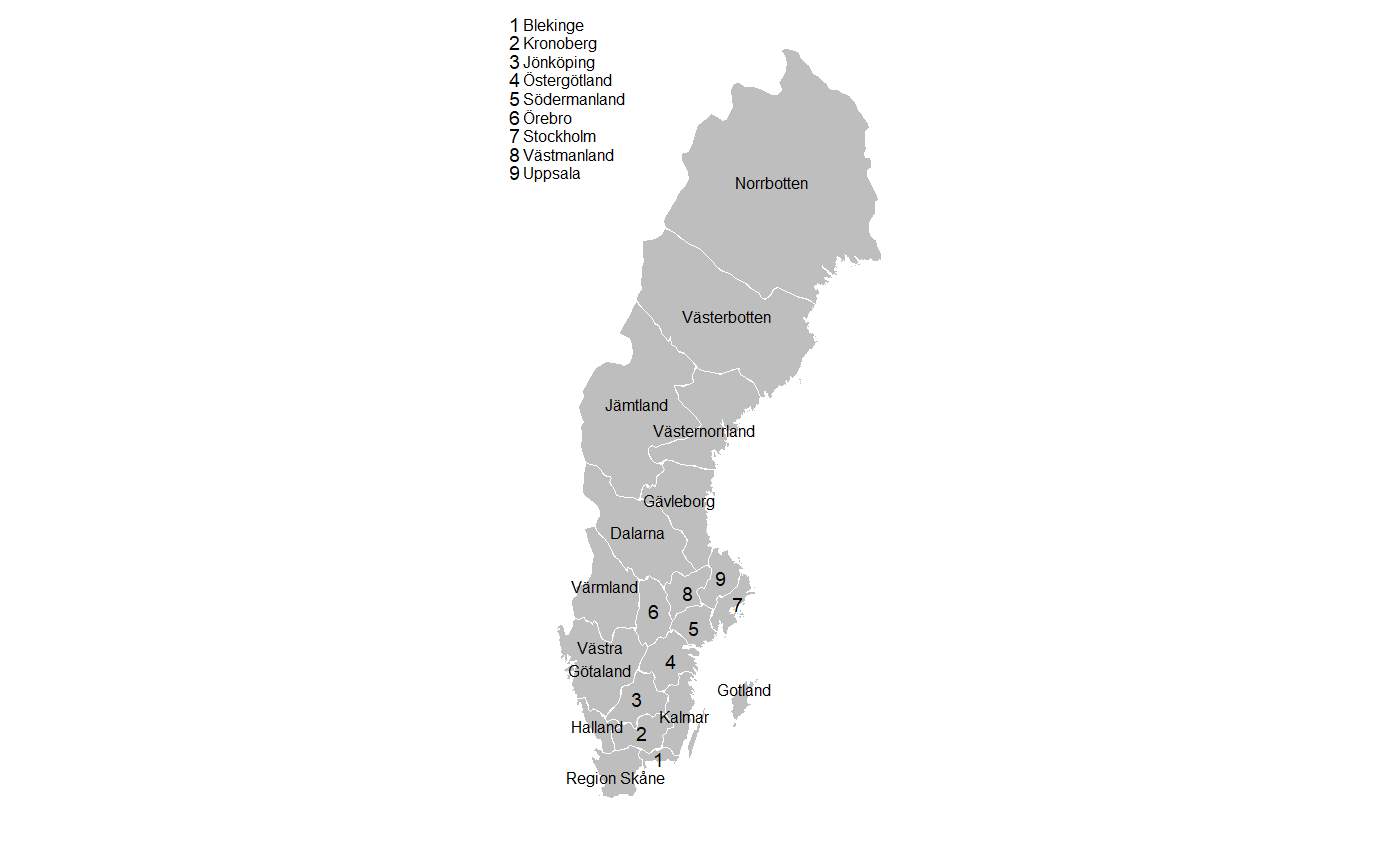 1 Blekinge
2 Kronoberg
3 Jönköping
4 Östergötland
5 Södermanland
6 Örebro
7 Stockholm
8 Västmanland
9 Uppsala
Norrbotten
Västerbotten
Jämtland
Västernorrland
Gävleborg
Dalarna
9
Värmland
8
7
6
5
Västra
Götaland
4
Gotland
3
Kalmar
Halland
2
1
Region Skåne